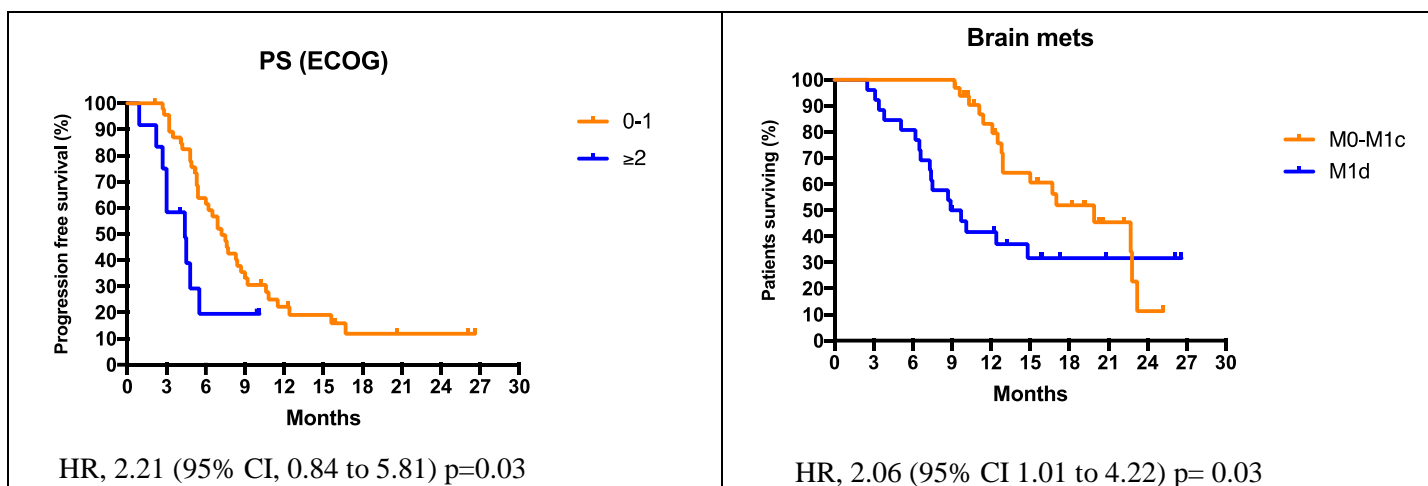 PS (ECOG)
Progression free survival (%)
100
90
80
70
60
50
40
30
20
10
0
0 3 6 9 12 15 18 21 24 27 30
Months
0-1
≥2
HR, 2.21 (95% CI, 0.84 to 5.81) p=0.03
Brain mets
Patients surviving (%)
100
90
80
70
60
50
40
30
20
10
0
0 3 6 9 12 15 18 21 24 27 30
Months
M0-M1c
M1d
HR, 2.06 (95% CI 1.01 to 4.22) p= 0.03